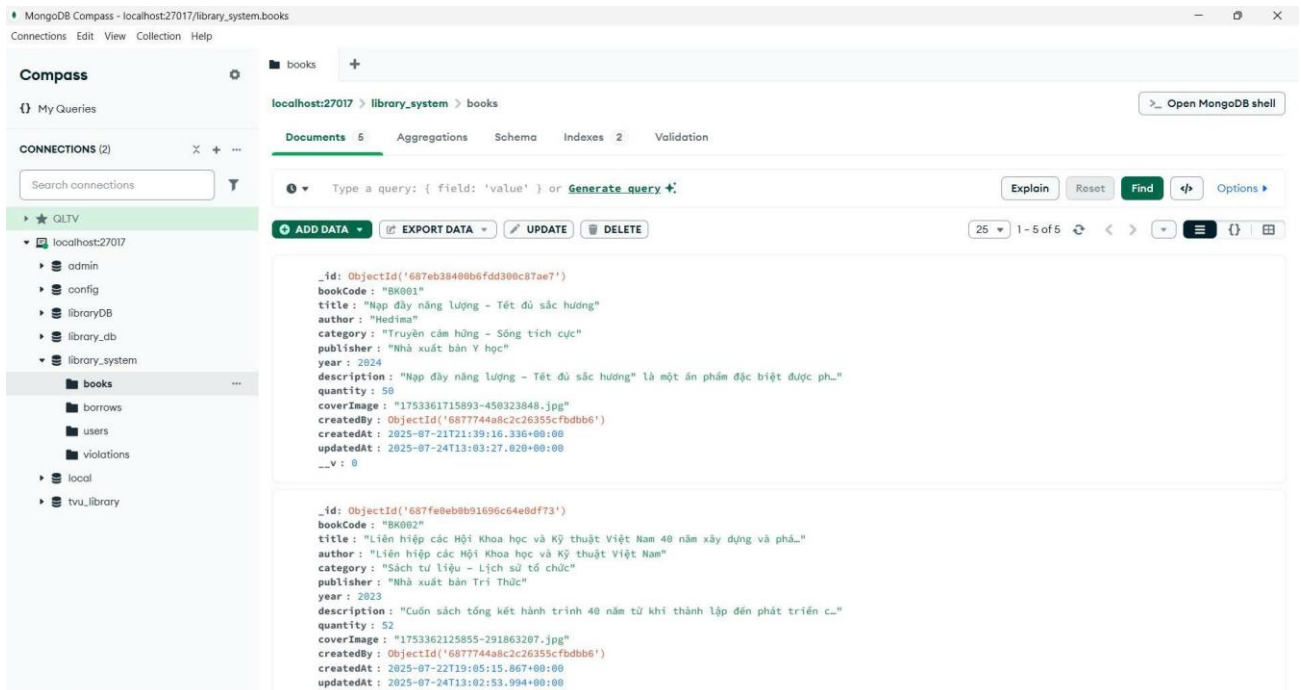 MongoDB Compass - localhost:27017/library_system.books
Connections Edit View Collection Help
Compass
{} My Queries
CONNECTIONS (2)
Search connections
QLTV
localhost:27017
admin
config
libraryDB
library_db
library_system
books
borrows
users
violations
local
tvu_library
books
localhost:27017 > library_system > books
>_ Open MongoDB shell
Documents 5 Aggregations Schema Indexes 2 Validation
Type a query: { field: 'value' } or Generate query
Explain Reset Find </> Options
ADD DATA EXPORT DATA UPDATE DELETE
25 1 – 5 of 5 {}
_id: ObjectId('687eb38400b6fdd300c87ae7')
bookCode : "BK001"
title : "Nạp đầy năng lượng – Tết đủ sắc hương"
author : "Hedima"
category : "Truyền cảm hứng – Sống tích cực"
publisher : "Nhà xuất bản Y học"
year : 2024
description : "Nạp đầy năng lượng – Tết đủ sắc hương" là một ấn phẩm đặc biệt được ph…"
quantity : 50
coverImage : "1753361715893-450323848.jpg"
createdBy : ObjectId('6877744a8c2c26355cfbdbb6')
createdAt : 2025-07-21T21:39:16.336+00:00
updatedAt : 2025-07-24T13:03:27.020+00:00
__v : 0
_id: ObjectId('687fe0eb0b91696c64e0df73')
bookCode : "BK002"
title : "Liên hiệp các Hội Khoa học và Kỹ thuật Việt Nam 40 năm xây dựng và phá…"
author : "Liên hiệp các Hội Khoa học và Kỹ thuật Việt Nam"
category : "Sách tư liệu – Lịch sử tổ chức"
publisher : "Nhà xuất bản Tri Thức"
year : 2023
description : "Cuốn sách tổng kết hành trình 40 năm từ khi thành lập đến phát triển c…"
quantity : 52
coverImage : "1753362125855-291863207.jpg"
createdBy : ObjectId('6877744a8c2c26355cfbdbb6')
createdAt : 2025-07-22T19:05:15.867+00:00
updatedAt : 2025-07-24T13:02:53.994+00:00